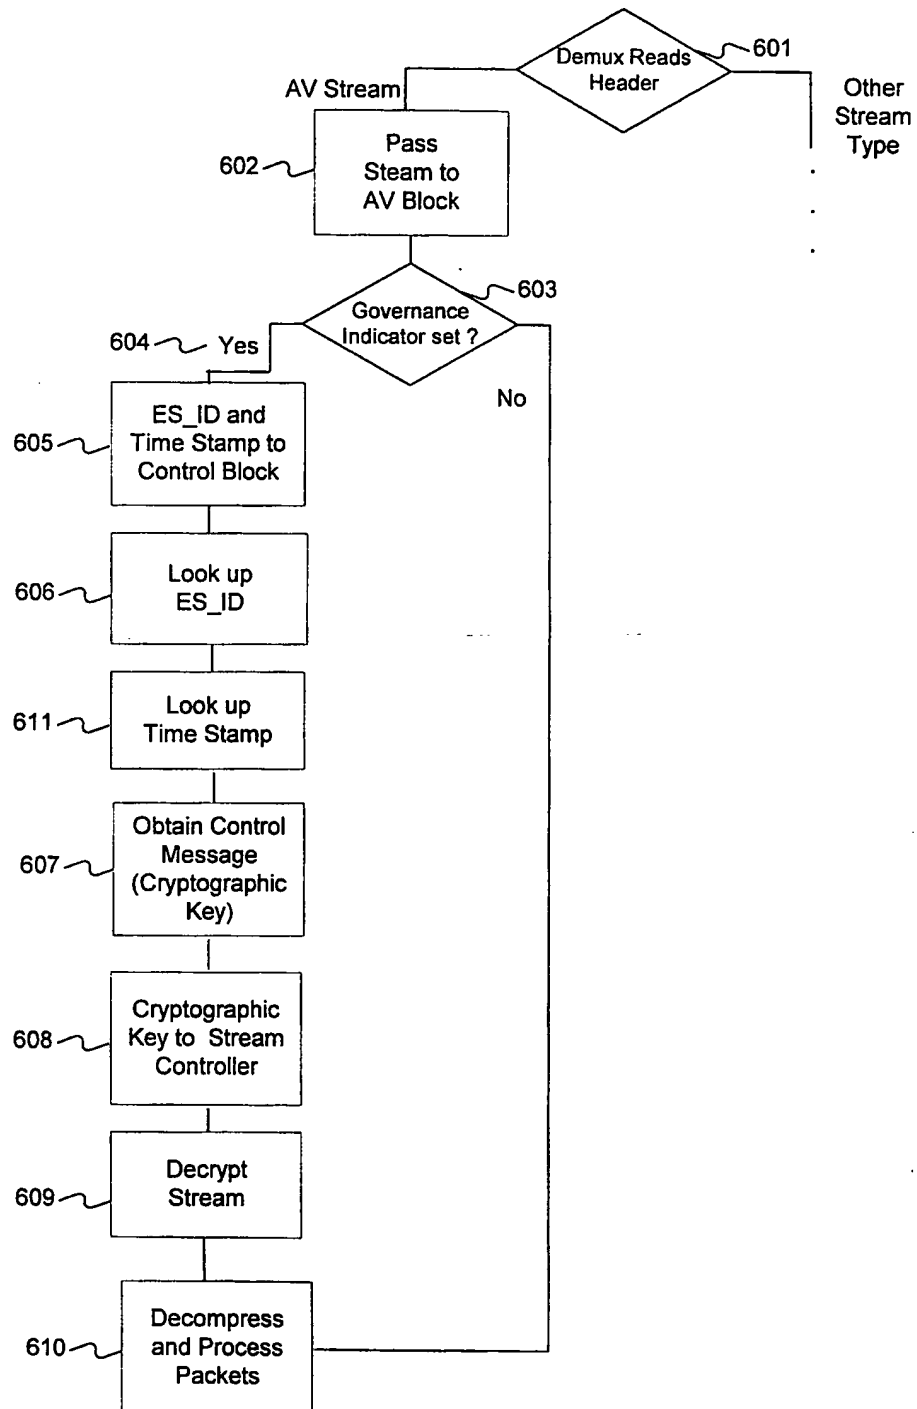 Demux Reads
Header
601
AV Stream
Other
Stream
Type
602
Pass
Steam to
AV Block
603
Governance
Indicator set ?
604
Yes
No
605
ES_ID and
Time Stamp to
Control Block
606
Look up
ES_ID
611
Look up
Time Stamp
607
Obtain Control
Message
(Cryptographic
Key)
608
Cryptographic
Key to Stream
Controller
609
Decrypt
Stream
610
Decompress
and Process
Packets